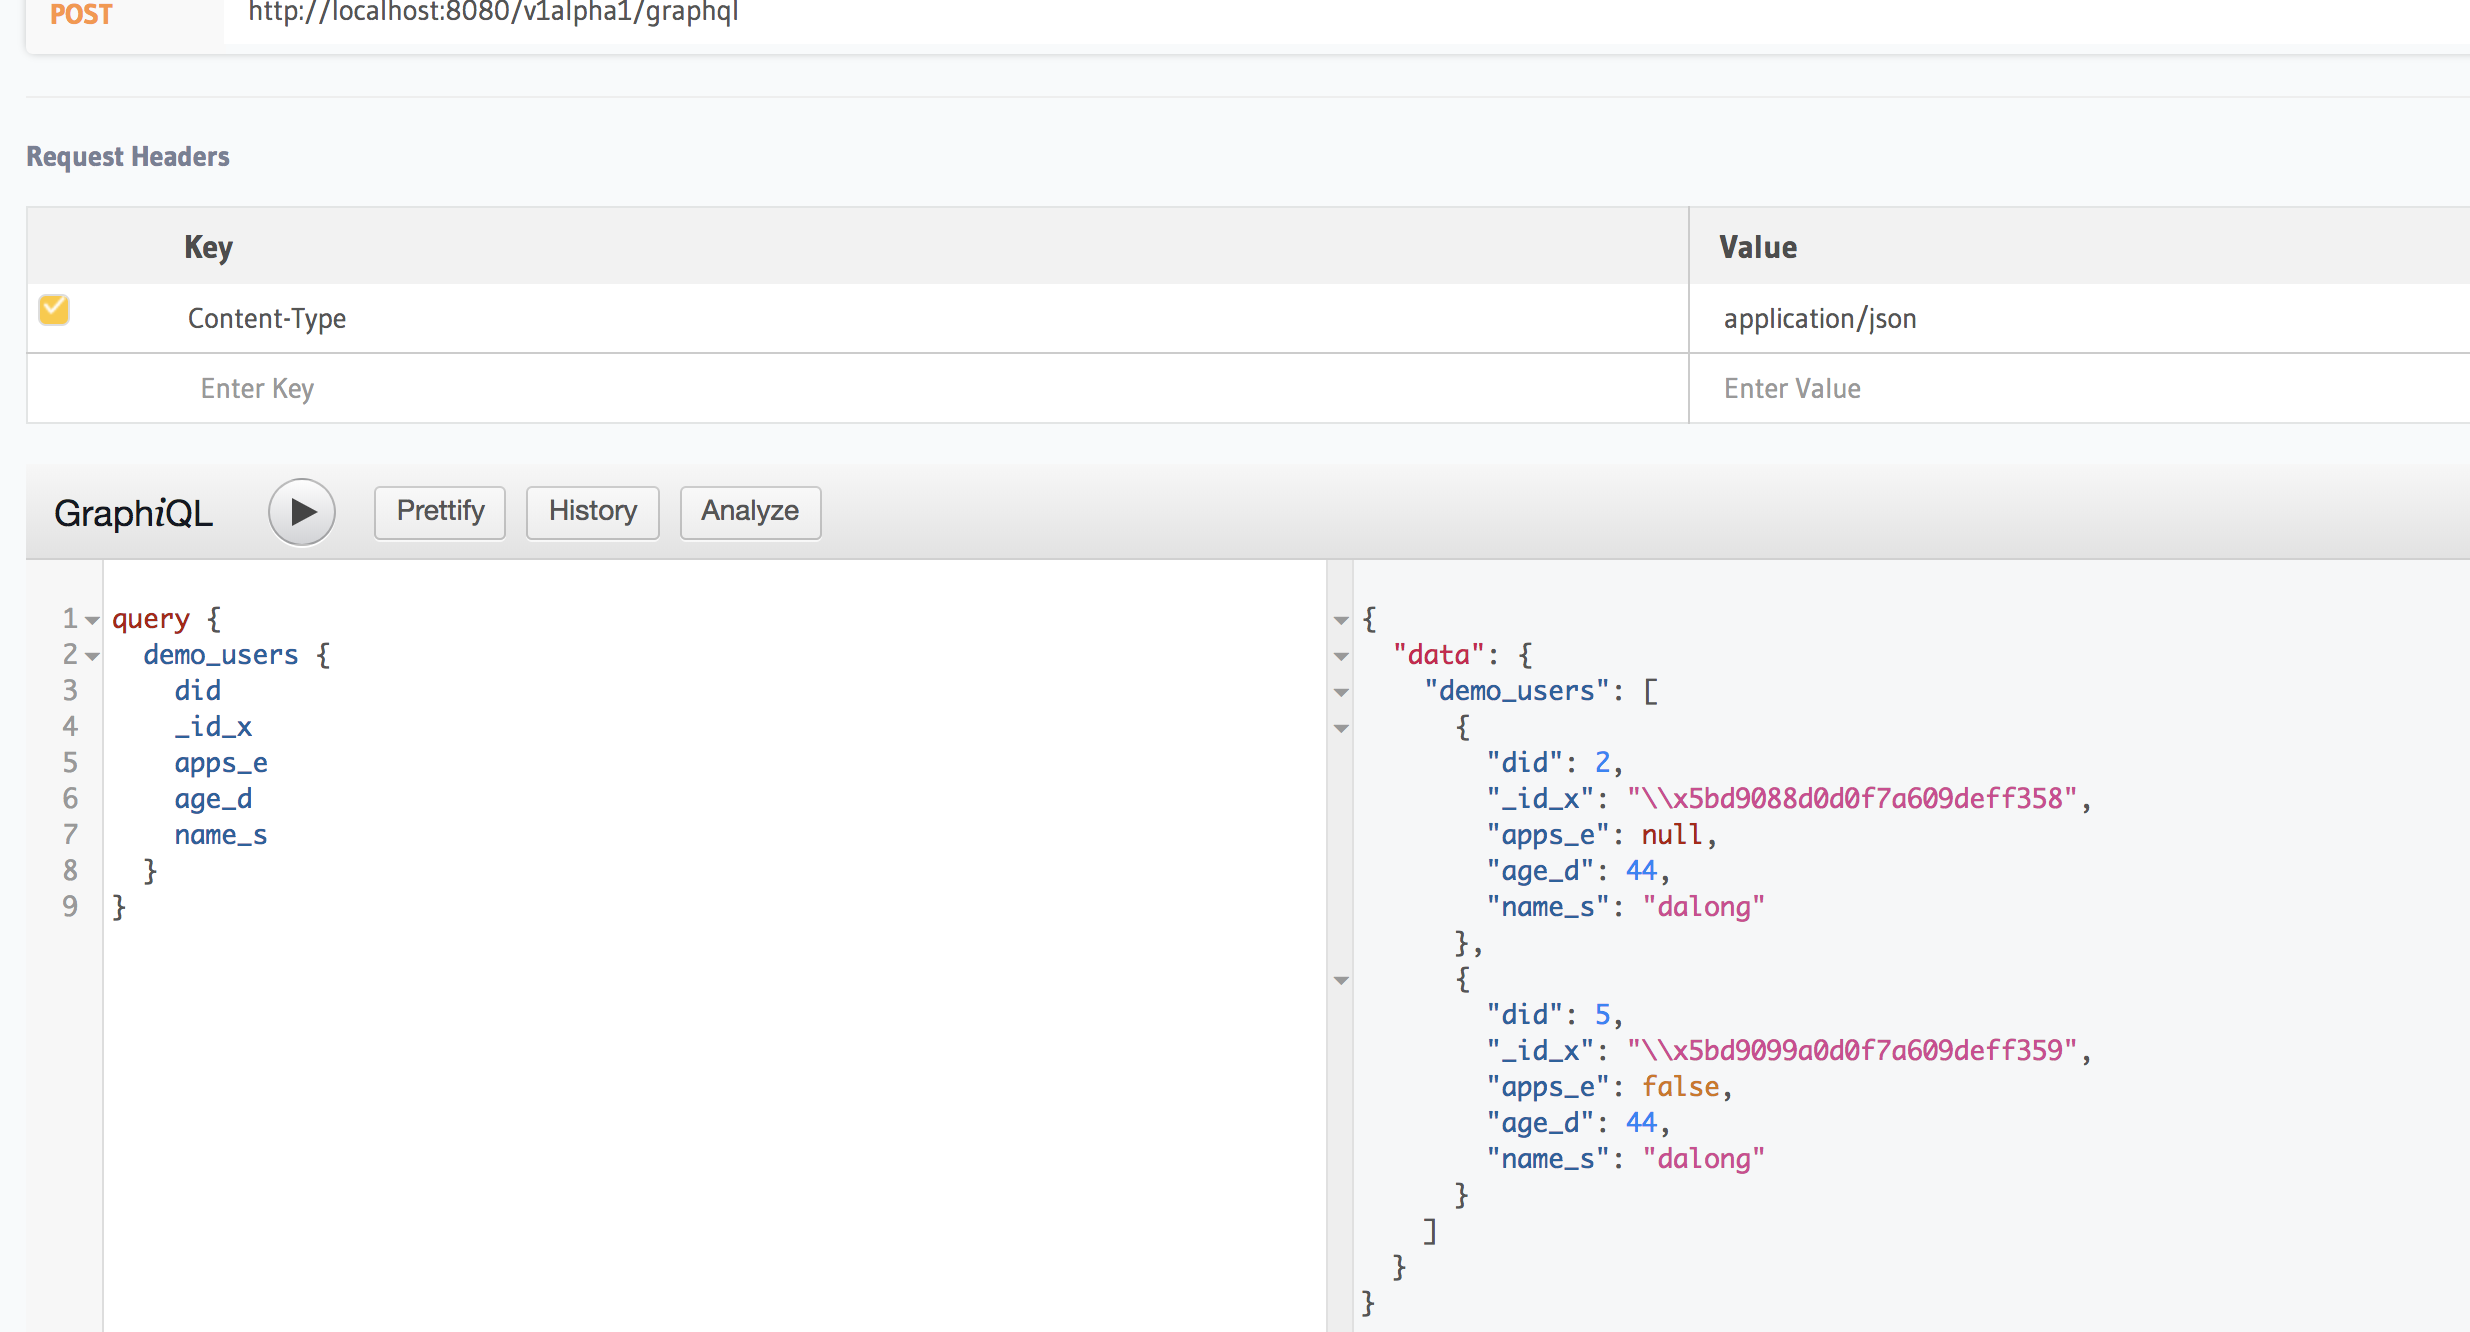 POST http://localhost:8080/v1alpha1/graphql
Request Headers
Key Value
Content-Type application/json
Enter Key Enter Value
GraphiQL Prettify History Analyze
1 query {
2 demo_users {
3 did
4 _id_x
5 apps_e
6 age_d
7 name_s
8 }
9 }
{
"data": {
"demo_users": [
{
"did": 2,
"_id_x": "\\x5bd9088d0d0f7a609deff358",
"apps_e": null,
"age_d": 44,
"name_s": "dalong"
},
{
"did": 5,
"_id_x": "\\x5bd9099a0d0f7a609deff359",
"apps_e": false,
"age_d": 44,
"name_s": "dalong"
}
]
}
}